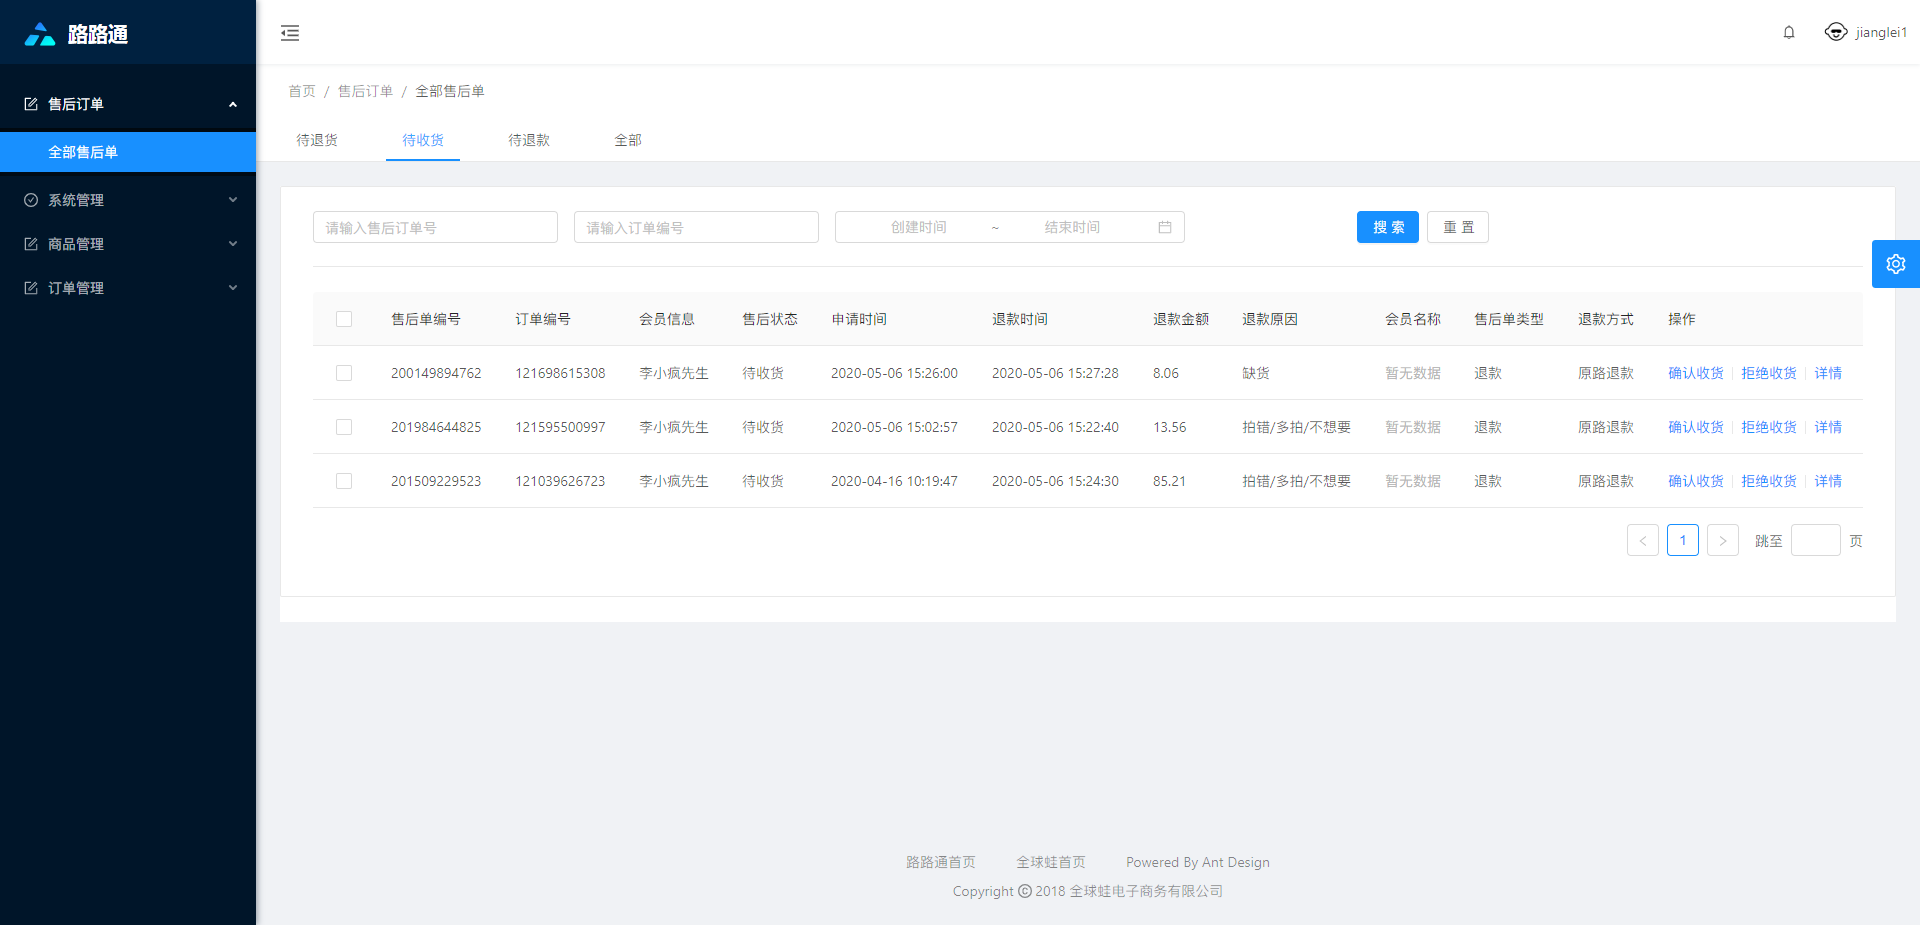 路路通
jianglei1
售后订单
全部售后单
系统管理
商品管理
订单管理
首页 / 售后订单 / 全部售后单
待退货 待收货 待退款 全部
请输入售后订单号 请输入订单编号 创建时间 ~ 结束时间 搜 索 重 置
售后单编号 订单编号 会员信息 售后状态 申请时间 退款时间 退款金额 退款原因 会员名称 售后单类型 退款方式 操作
200149894762 121698615308 李小疯先生 待收货 2020-05-06 15:26:00 2020-05-06 15:27:28 8.06 缺货 暂无数据 退款 原路退款 确认收货 拒绝收货 详情
201984644825 121595500997 李小疯先生 待收货 2020-05-06 15:02:57 2020-05-06 15:22:40 13.56 拍错/多拍/不想要 暂无数据 退款 原路退款 确认收货 拒绝收货 详情
201509229523 121039626723 李小疯先生 待收货 2020-04-16 10:19:47 2020-05-06 15:24:30 85.21 拍错/多拍/不想要 暂无数据 退款 原路退款 确认收货 拒绝收货 详情
< 1 > 跳至 页
路路通首页 全球蛙首页 Powered By Ant Design
Copyright © 2018 全球蛙电子商务有限公司